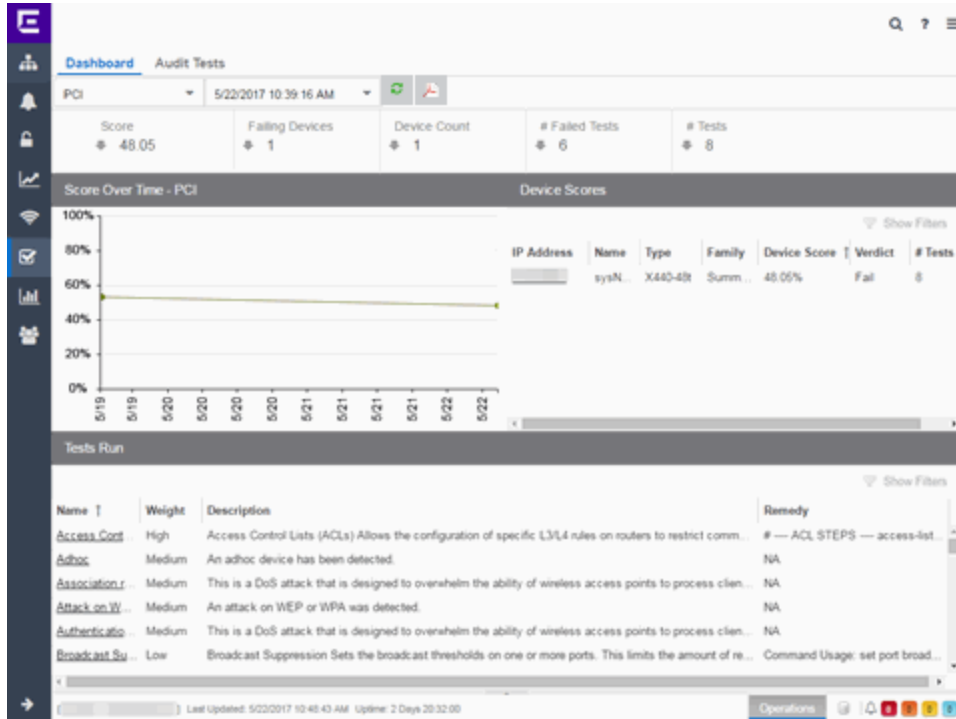 E
Dashboard Audit Tests
PCI 5/22/2017 10:39:16 AM
Score Failing Devices Device Count # Failed Tests # Tests
48.05 1 1 6 8
Score Over Time - PCI
100%
80%
60%
40%
20%
0%
5/19 5/19 5/20 5/20 5/20 5/20 5/21 5/21 5/21 5/21 5/22 5/22
Device Scores
Show Filters
IP Address Name Type Family Device Score Verdict # Tests
sysN... X440-48t Summ... 48.05% Fail 8
Tests Run
Show Filters
Name Weight Description Remedy
Access Cont... High Access Control Lists (ACLs) Allows the configuration of specific L3/L4 rules on routers to restrict comm... # — ACL STEPS — access-list...
Adhoc Medium An adhoc device has been detected. NA
Association r... Medium This is a DoS attack that is designed to overwhelm the ability of wireless access points to process clien... NA
Attack on W... Medium An attack on WEP or WPA was detected. NA
Authenticatio... Medium This is a DoS attack that is designed to overwhelm the ability of wireless access points to process clien... NA
Broadcast Su... Low Broadcast Suppression Sets the broadcast thresholds on one or more ports. This limits the amount of re... Command Usage: set port broad...
Last Updated: 5/22/2017 10:48:43 AM Uptime: 2 Days 20:32:00 Operations